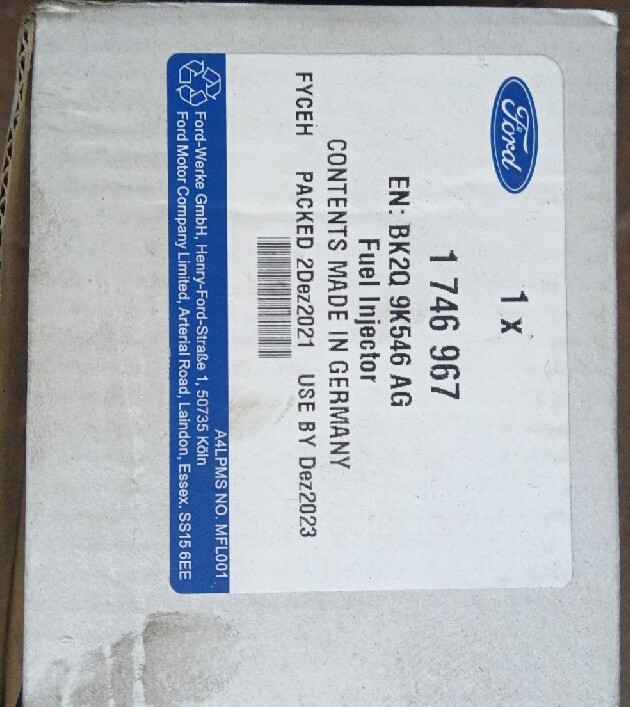 Ford
1 x
1 746 967
EN: BK2Q 9K546 AG
Fuel Injector
CONTENTS MADE IN GERMANY
FYCEH PACKED 2Dez2021 USE BY Dez2023
A4LPMS NO. MFL001
Ford-Werke GmbH, Henry-Ford-Straße 1, 50735 Köln
Ford Motor Company Limited, Arterial Road, Laindon, Essex. SS15 6EE